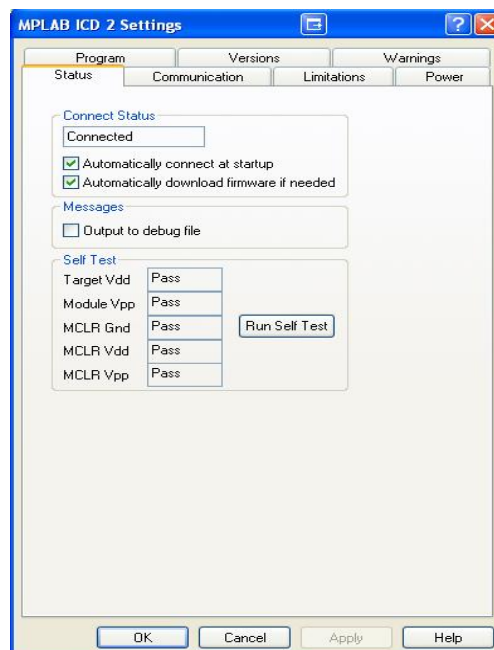 MPLAB ICD 2 Settings
Program Versions Warnings
Status Communication Limitations Power
Connect Status
Connected
Automatically connect at startup
Automatically download firmware if needed
Messages
Output to debug file
Self Test
Target Vdd Pass
Module Vpp Pass
MCLR Gnd Pass Run Self Test
MCLR Vdd Pass
MCLR Vpp Pass
OK Cancel Apply Help